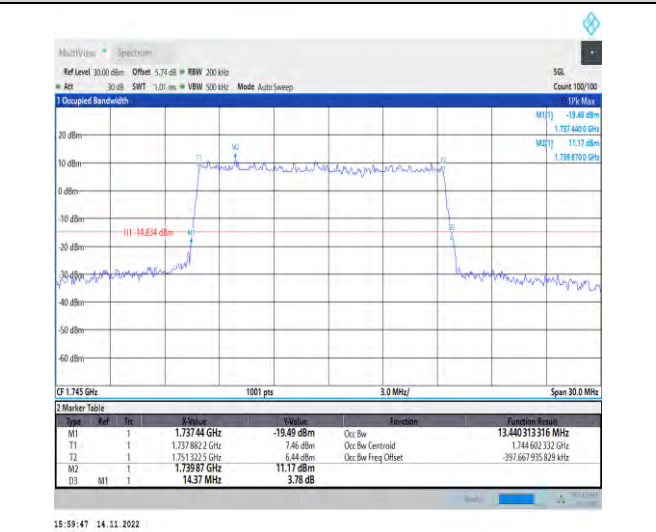 MultiView Spectrum
Ref Level 30.00 dBm Offset 5.74 dB RBW 200 kHz SGL
Att 30 dB SWT 1.01 ms VBW 500 kHz Mode Auto Sweep Count 100/100
1 Occupied Bandwidth 1Pk Max
M1[1] -19.49 dBm
1.737 440 0 GHz
M2[1] 11.17 dBm
1.739 870 0 GHz
20 dBm
M2
T1 T2
10 dBm
0 dBm
-10 dBm
H1 -14.834 dBm M1 D3
-20 dBm
-30 dBm
-40 dBm
-50 dBm
-60 dBm
CF 1.745 GHz 1001 pts 3.0 MHz/ Span 30.0 MHz
2 Marker Table
Type Ref Trc X-Value Y-Value Function Function Result
M1 1 1.737 44 GHz -19.49 dBm Occ Bw 13.440 313 316 MHz
T1 1 1.737 882 2 GHz 7.46 dBm Occ Bw Centroid 1.744 602 332 GHz
T2 1 1.751 322 5 GHz 6.44 dBm Occ Bw Freq Offset -397.667 935 829 kHz
M2 1 1.739 87 GHz 11.17 dBm
D3 M1 1 14.37 MHz 3.78 dB
15:59:47 14.11.2022